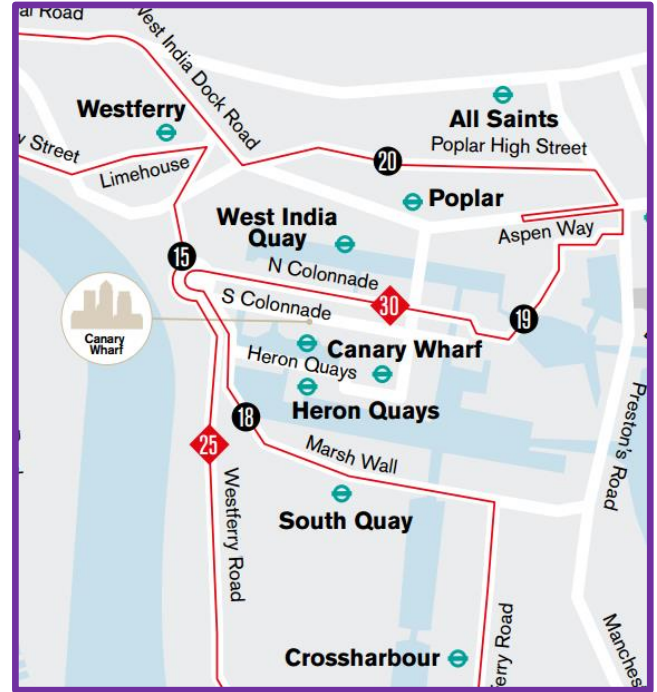 al Road
West India Dock Road
Westferry
All Saints
Poplar High Street
y Street
Limehouse
20
Poplar
West India
Quay
Aspen Way
15
N Colonnade
S Colonnade
30
19
Canary
Wharf
Canary Wharf
Heron Quays
Heron Quays
Preston's Road
18
25
Marsh Wall
South Quay
Westferry Road
Crossharbour
erry Road
Manches